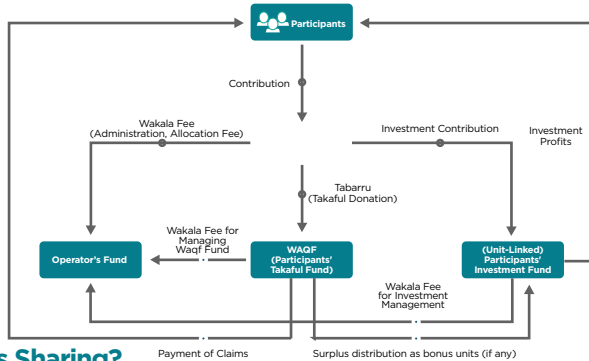 Participants
Contribution
Wakala Fee
(Administration, Allocation Fee)
Investment Contribution
Investment
Profits
Tabarru
(Takaful Donation)
Wakala Fee for
Managing
Waqf Fund
Operator's Fund
WAQF
(Participants'
Takaful Fund)
(Unit-Linked)
Participants'
Investment Fund
Wakala Fee
for Investment
Management
s Sharing?
Payment of Claims
Surplus distribution as bonus units (if any)